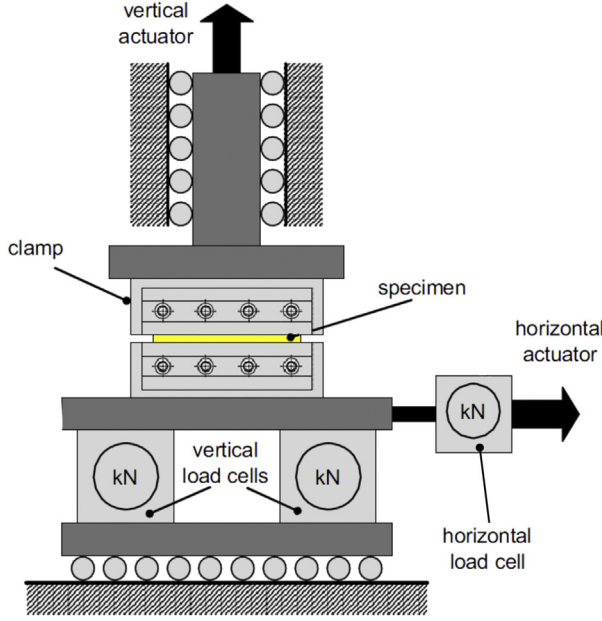 vertical
actuator
clamp
specimen
horizontal
actuator
kN
vertical
load cells
kN
kN
horizontal
load cell